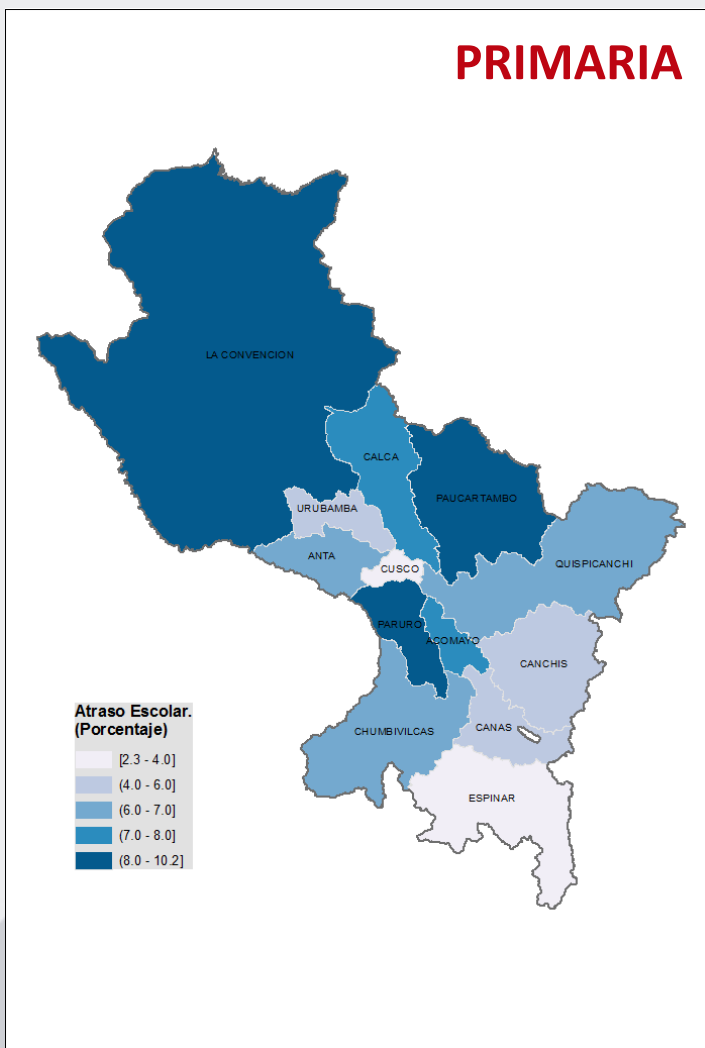 PRIMARIA
LA CONVENCION
CALCA
PAUCARTAMBO
URUBAMBA
ANTA
CUSCO
QUISPICANCHI
PARURO
ACOMAYO
CANCHIS
CHUMBIVILCAS
CANAS
ESPINAR
Atraso Escolar.
(Porcentaje)
[2.3 - 4.0]
(4.0 - 6.0]
(6.0 - 7.0]
(7.0 - 8.0]
(8.0 - 10.2]